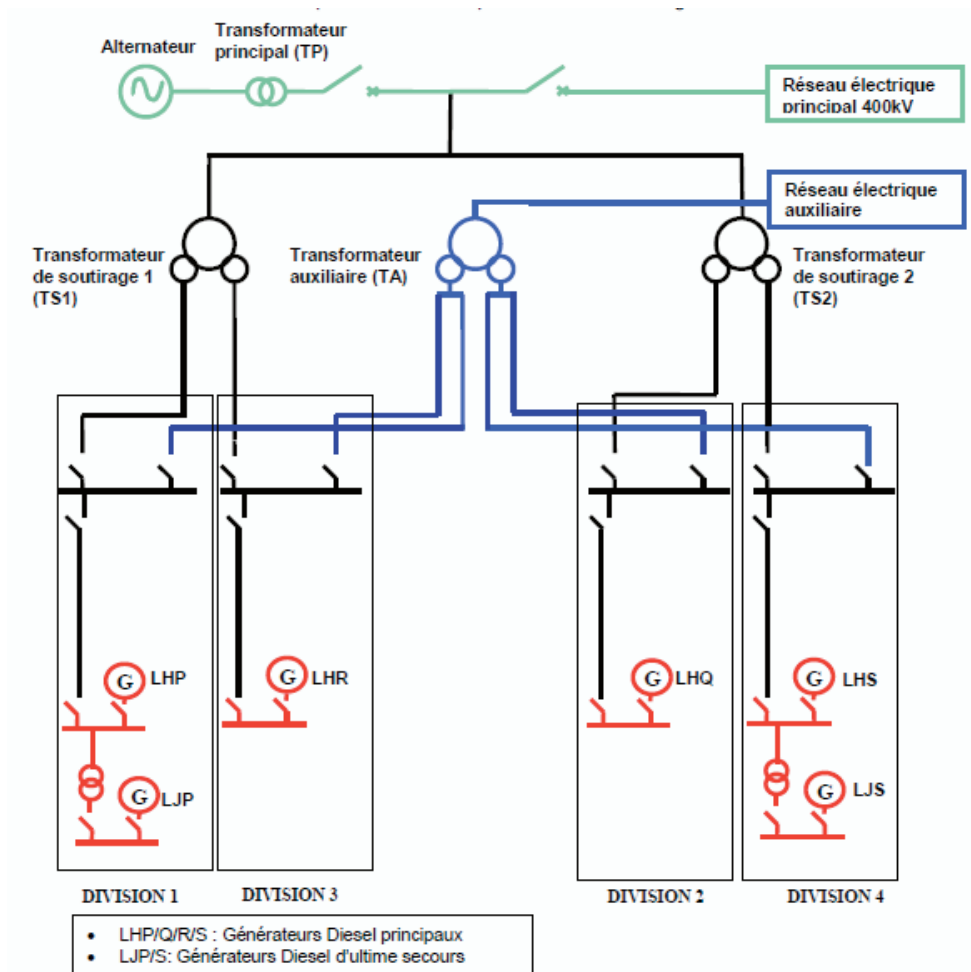 Alternateur
Transformateur
principal (TP)
Réseau électrique
principal 400kV
Réseau électrique
auxiliaire
Transformateur
de soutirage 1
(TS1)
Transformateur
auxiliaire (TA)
Transformateur
de soutirage 2
(TS2)
G LHP
G LHR
G LHQ
G LHS
G LJP
G LJS
DIVISION 1
DIVISION 3
DIVISION 2
DIVISION 4
• LHP/Q/R/S : Générateurs Diesel principaux
• LJP/S: Générateurs Diesel d'ultime secours